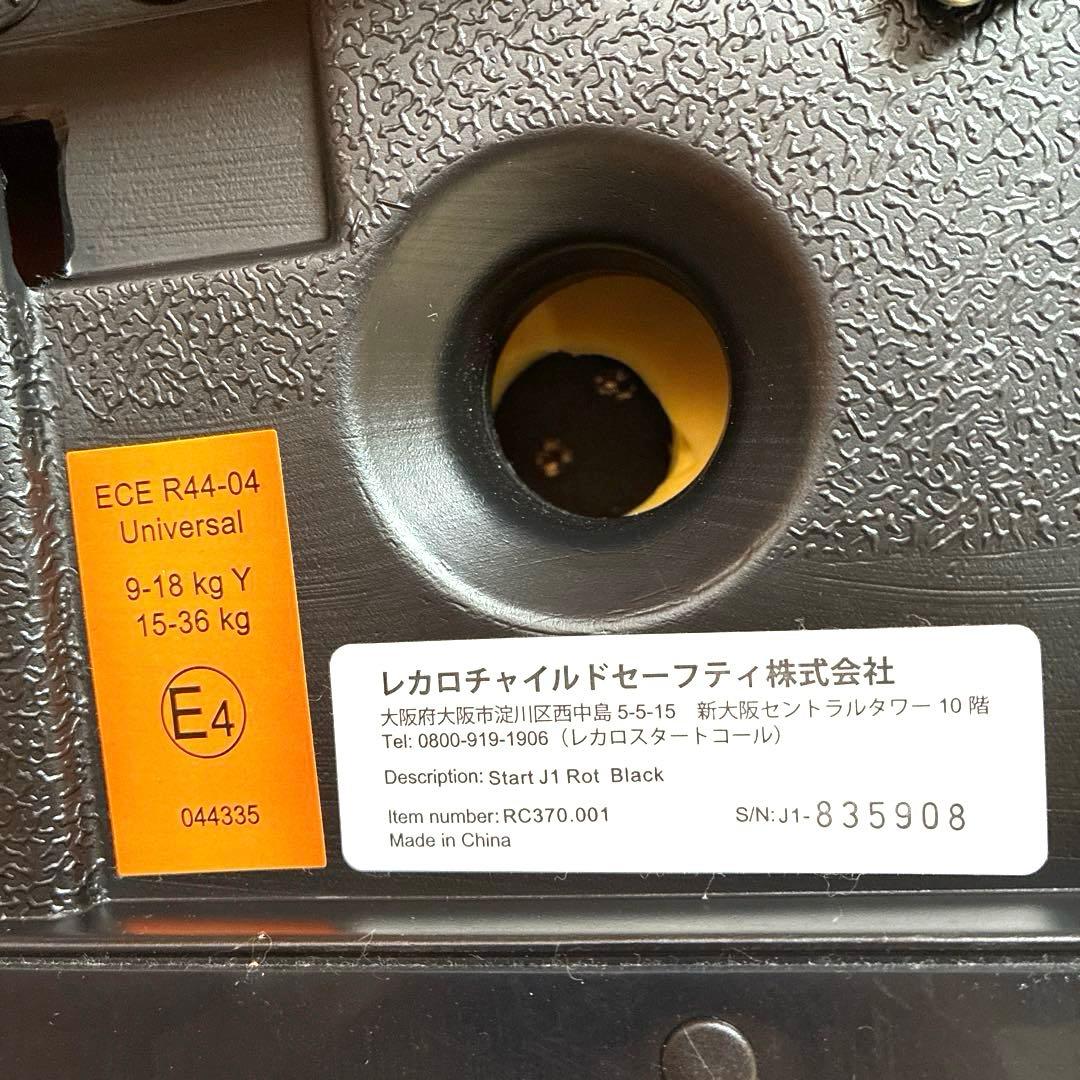 ECE R44-04
Universal
9-18 kg Y
15-36 kg
E4
044335
レカロチャイルドセーフティ株式会社
大阪府大阪市淀川区西中島 5-5-15　新大阪セントラルタワー 10 階
Tel: 0800-919-1906（レカロスタートコール）
Description: Start J1 Rot Black
Item number: RC370.001
S/N: J1-835908
Made in China